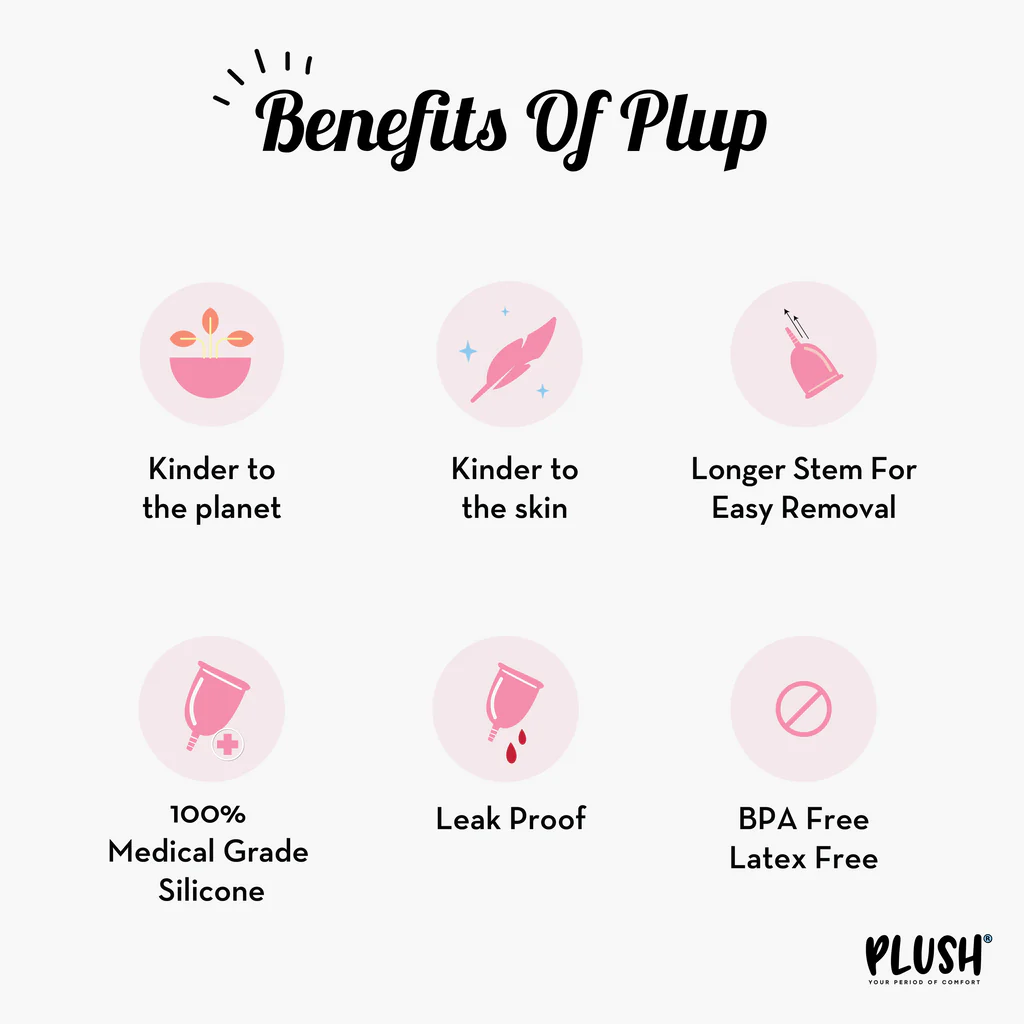 Benefits Of Plup
Kinder to
the planet
Kinder to
the skin
Longer Stem For
Easy Removal
100%
Medical Grade
Silicone
Leak Proof
BPA Free
Latex Free
PLUSH®
YOUR PERIOD OF COMFORT